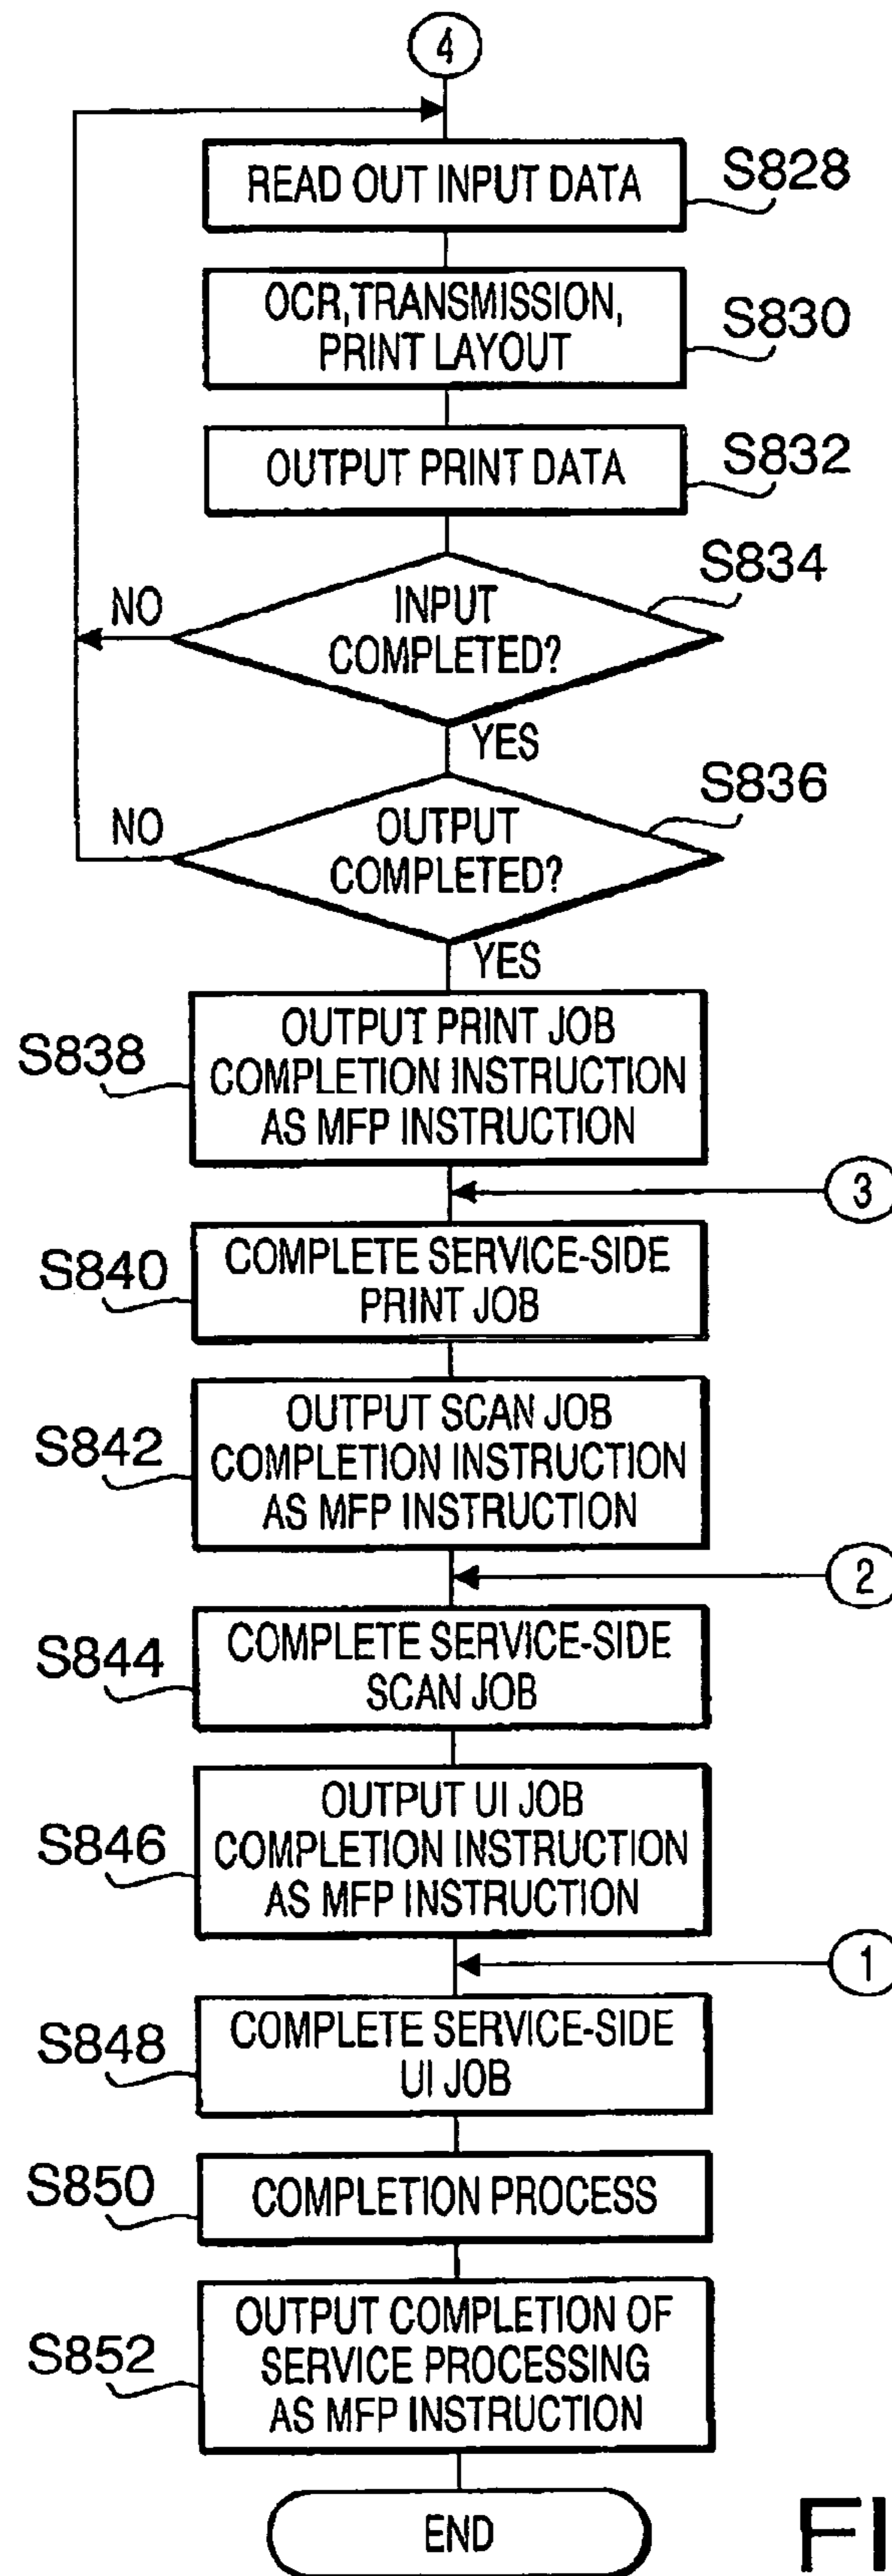 4
READ OUT INPUT DATA
S828
OCR,TRANSMISSION,
PRINT LAYOUT
S830
OUTPUT PRINT DATA
S832
INPUT
COMPLETED?
S834
NO
YES
OUTPUT
COMPLETED?
S836
NO
YES
OUTPUT PRINT JOB
COMPLETION INSTRUCTION
AS MFP INSTRUCTION
S838
3
COMPLETE SERVICE-SIDE
PRINT JOB
S840
OUTPUT SCAN JOB
COMPLETION INSTRUCTION
AS MFP INSTRUCTION
S842
2
COMPLETE SERVICE-SIDE
SCAN JOB
S844
OUTPUT UI JOB
COMPLETION INSTRUCTION
AS MFP INSTRUCTION
S846
1
COMPLETE SERVICE-SIDE
UI JOB
S848
COMPLETION PROCESS
S850
OUTPUT COMPLETION OF
SERVICE PROCESSING
AS MFP INSTRUCTION
S852
END
FI